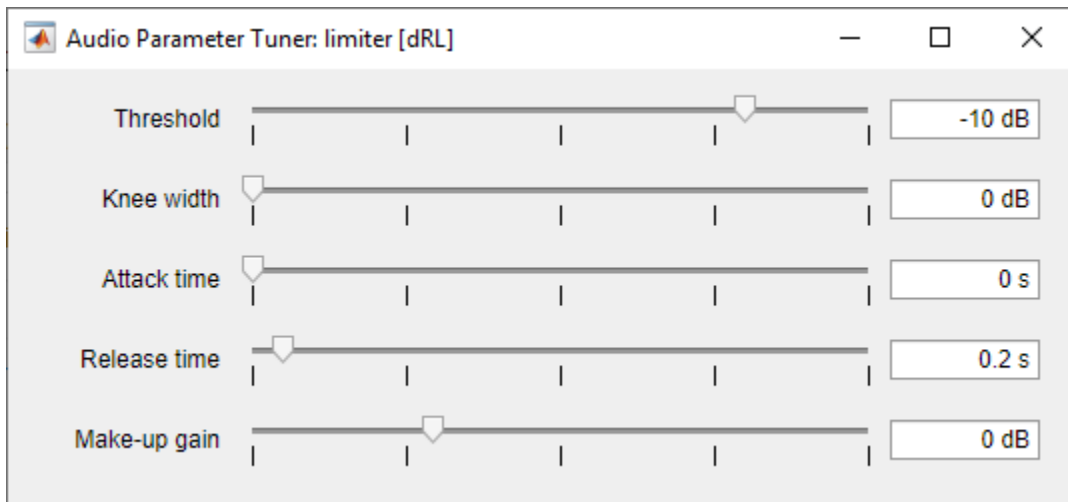 Audio Parameter Tuner: limiter [dRL]
Threshold -10 dB
Knee width 0 dB
Attack time 0 s
Release time 0.2 s
Make-up gain 0 dB